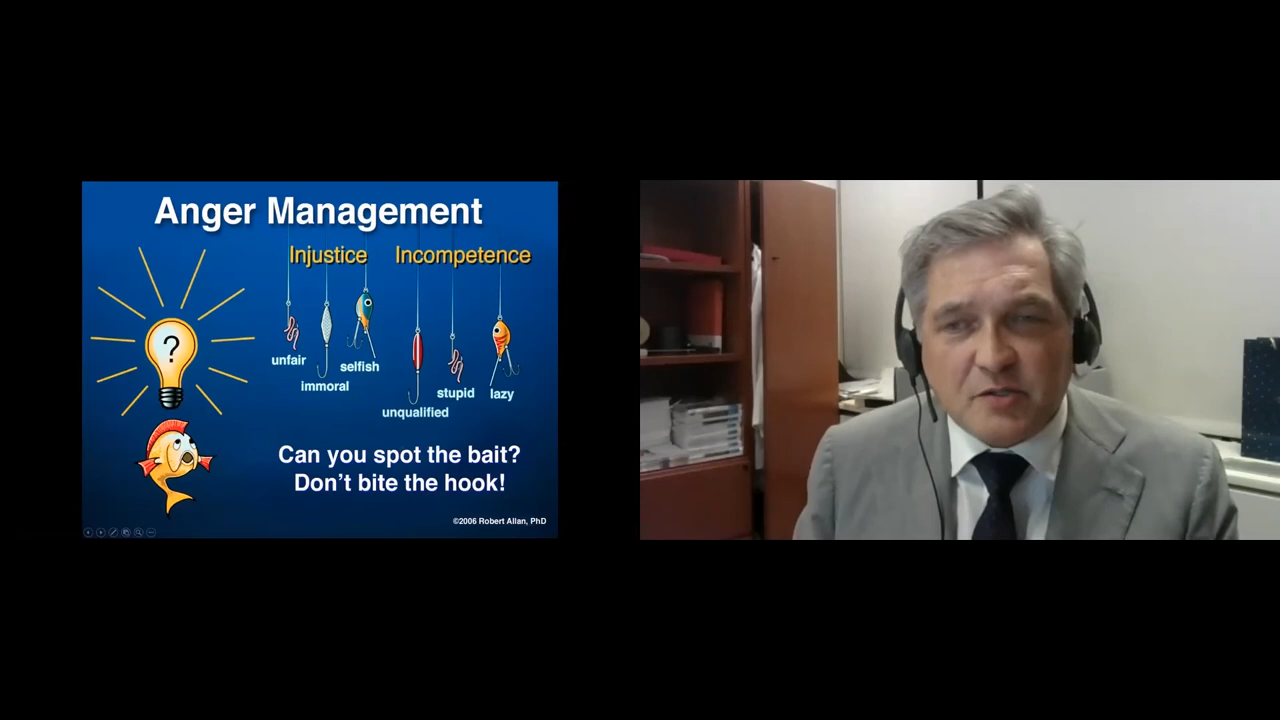 Anger Management
Injustice
Incompetence
?
unfair
immoral
selfish
unqualified
stupid
lazy
Can you spot the bait?
Don't bite the hook!
©2006 Robert Allan, PhD